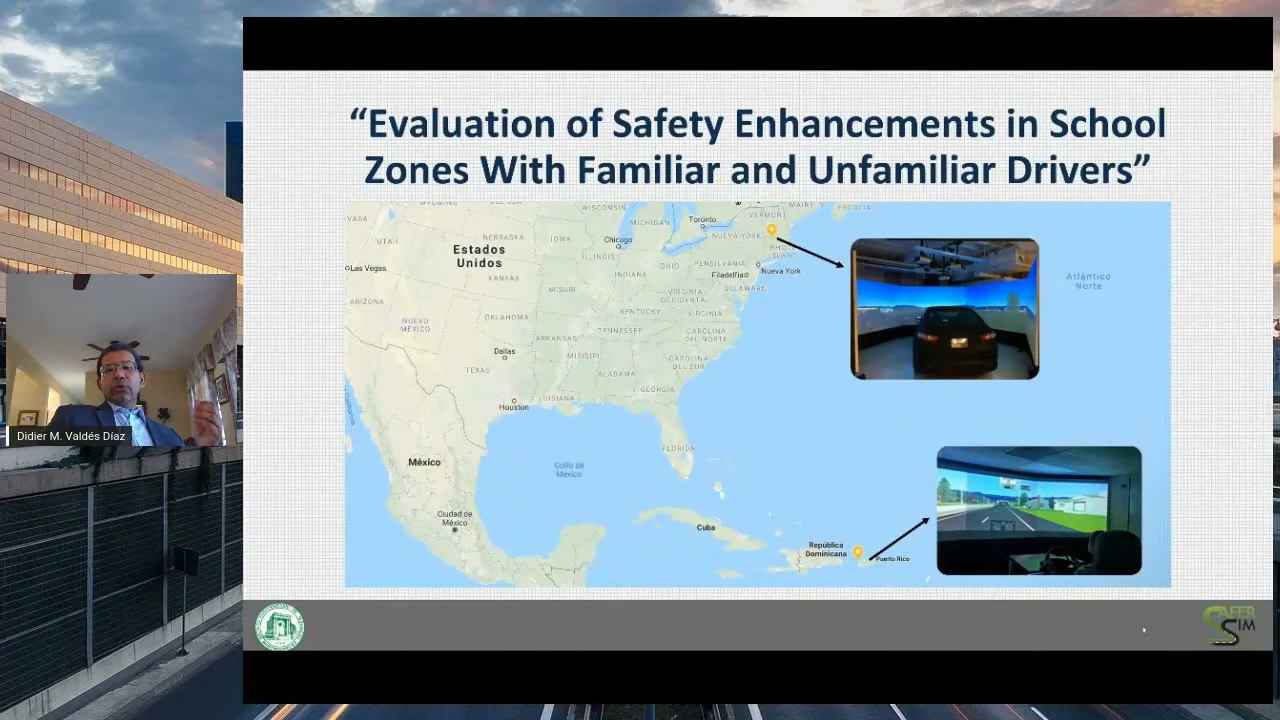 “Evaluation of Safety Enhancements in School
Zones With Familiar and Unfamiliar Drivers”
WISCONSIN
MICHIGAN
Toronto
VERMONT
MAINE
ESCOCIA
VADA
UTAH
NEBRASKA
IOWA
Chicago
NUEVA YORK
Estados
Unidos
ILLINOIS
INDIANA
OHIO
PENSILVANIA
Nueva York
Las Vegas
KANSAS
MISURI
Filadelfia
DELAWARE
VIRGINIA
OCCIDENTAL
Atlántico
Norte
ARIZONA
NUEVO
MÉXICO
OKLAHOMA
KENTUCKY
VIRGINIA
TENNESSEE
CAROLINA
DEL NORTE
ARKANSAS
Dallas
MISISIPI
CAROLINA
DEL SUR
TEXAS
ALABAMA
GEORGIA
LUISIANA
Houston
FLORIDA
México
Golfo de
México
Ciudad de
México
Cuba
República
Dominicana
Puerto Rico
Didier M. Valdés Díaz
SAFER
SIM